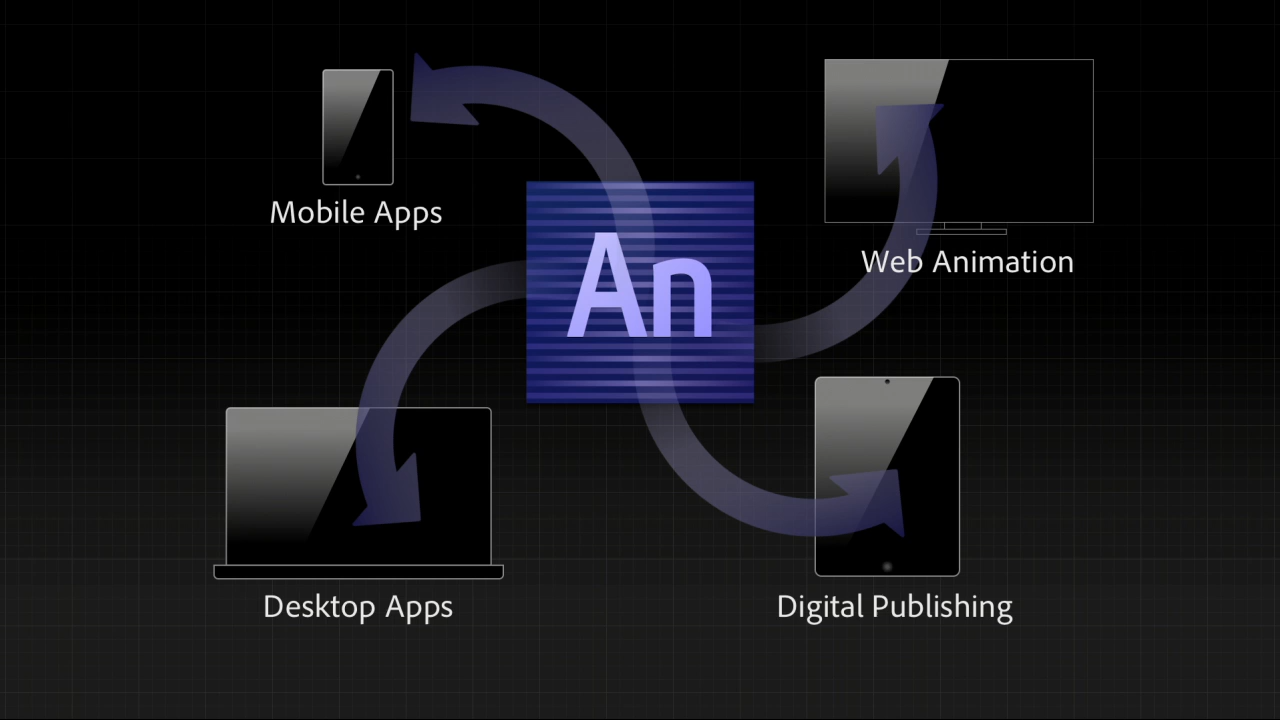 Mobile Apps
Web Animation
An
Desktop Apps
Digital Publishing